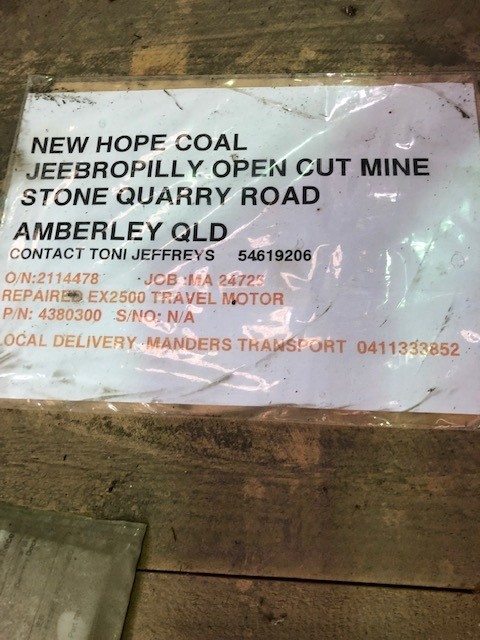 NEW HOPE COAL
JEEBROPILLY OPEN CUT MINE
STONE QUARRY ROAD
AMBERLEY QLD
CONTACT TONI JEFFREYS 54619206
O/N:2114478 JOB :MA 24725
REPAIRED EX2500 TRAVEL MOTOR
P/N: 4380300 S/NO: N/A
OCAL DELIVERY MANDERS TRANSPORT 0411333852